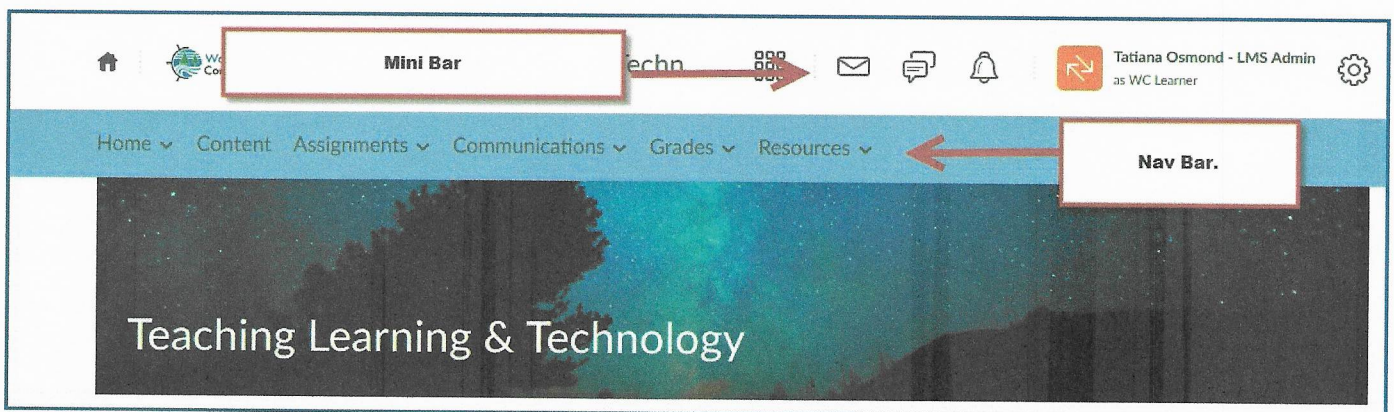 Mini Bar
Tatiana Osmond - LMS Admin
as WC Learner
Home Content Assignments Communications Grades Resources
Nav Bar.
Teaching Learning & Technology